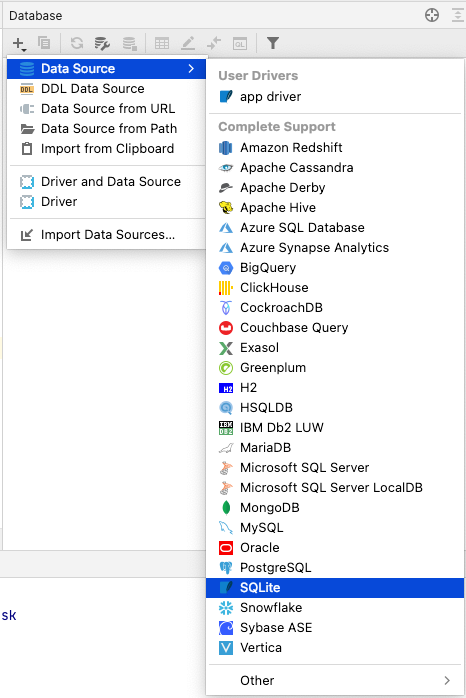 Database
Data Source
DDL Data Source
Data Source from URL
Data Source from Path
Import from Clipboard
Driver and Data Source
Driver
Import Data Sources...
User Drivers
app driver
Complete Support
Amazon Redshift
Apache Cassandra
Apache Derby
Apache Hive
Azure SQL Database
Azure Synapse Analytics
BigQuery
ClickHouse
CockroachDB
Couchbase Query
Exasol
Greenplum
H2
HSQLDB
IBM Db2 LUW
MariaDB
Microsoft SQL Server
Microsoft SQL Server LocalDB
MongoDB
MySQL
Oracle
PostgreSQL
SQLite
Snowflake
Sybase ASE
Vertica
Other
sk